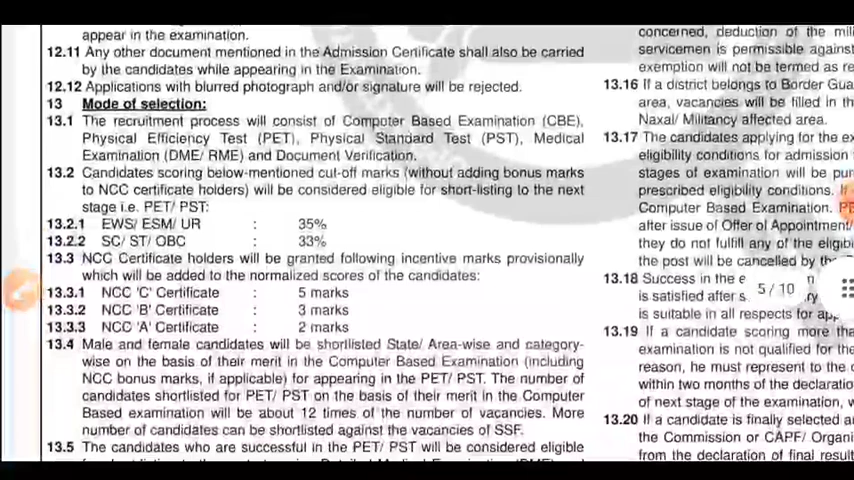 appear in the examination.
12.11 Any other document mentioned in the Admission Certificate shall also be carried
by the candidates while appearing in the Examination.
12.12 Applications with blurred photograph and/or signature will be rejected.
13 Mode of selection:
13.1 The recruitment process will consist of Computer Based Examination (CBE),
Physical Efficiency Test (PET), Physical Standard Test (PST), Medical
Examination (DME/ RME) and Document Verification.
13.2 Candidates scoring below-mentioned cut-off marks (without adding bonus marks
to NCC certificate holders) will be considered eligible for short-listing to the next
stage i.e. PET/ PST:
13.2.1 EWS/ ESM/ UR : 35%
13.2.2 SC/ ST/ OBC : 33%
13.3 NCC Certificate holders will be granted following incentive marks provisionally
which will be added to the normalized scores of the candidates:
13.3.1 NCC 'C' Certificate : 5 marks
13.3.2 NCC 'B' Certificate : 3 marks
13.3.3 NCC 'A' Certificate : 2 marks
13.4 Male and female candidates will be shortlisted State/ Area-wise and category-
wise on the basis of their merit in the Computer Based Examination (including
NCC bonus marks, if applicable) for appearing in the PET/ PST. The number of
candidates shortlisted for PET/ PST on the basis of their merit in the Computer
Based examination will be about 12 times of the number of vacancies. More
number of candidates can be shortlisted against the vacancies of SSF.
13.5 The candidates who are successful in the PET/ PST will be considered eligible
concerned, deduction of the
servicemen is permissible against
exemption will not be termed as
13.16 If a district belongs to Border
area, vacancies will be filled in
Naxal/ Militancy affected area.
13.17 The candidates applying for the
eligibility conditions for admission
stages of examination will be
prescribed eligibility conditions. If
Computer Based Examination.
after issue of Offer of Appointment/
they do not fulfill any of the
the post will be cancelled by
13.18 Success in the
is satisfied after
is suitable in all respects for
5/10
13.19 If a candidate scoring more
examination is not qualified for the
reason, he must represent to the
within two months of the
of next stage of the examination,
13.20 If a candidate is finally selected
the Commission or CAPF/
from the declaration of final